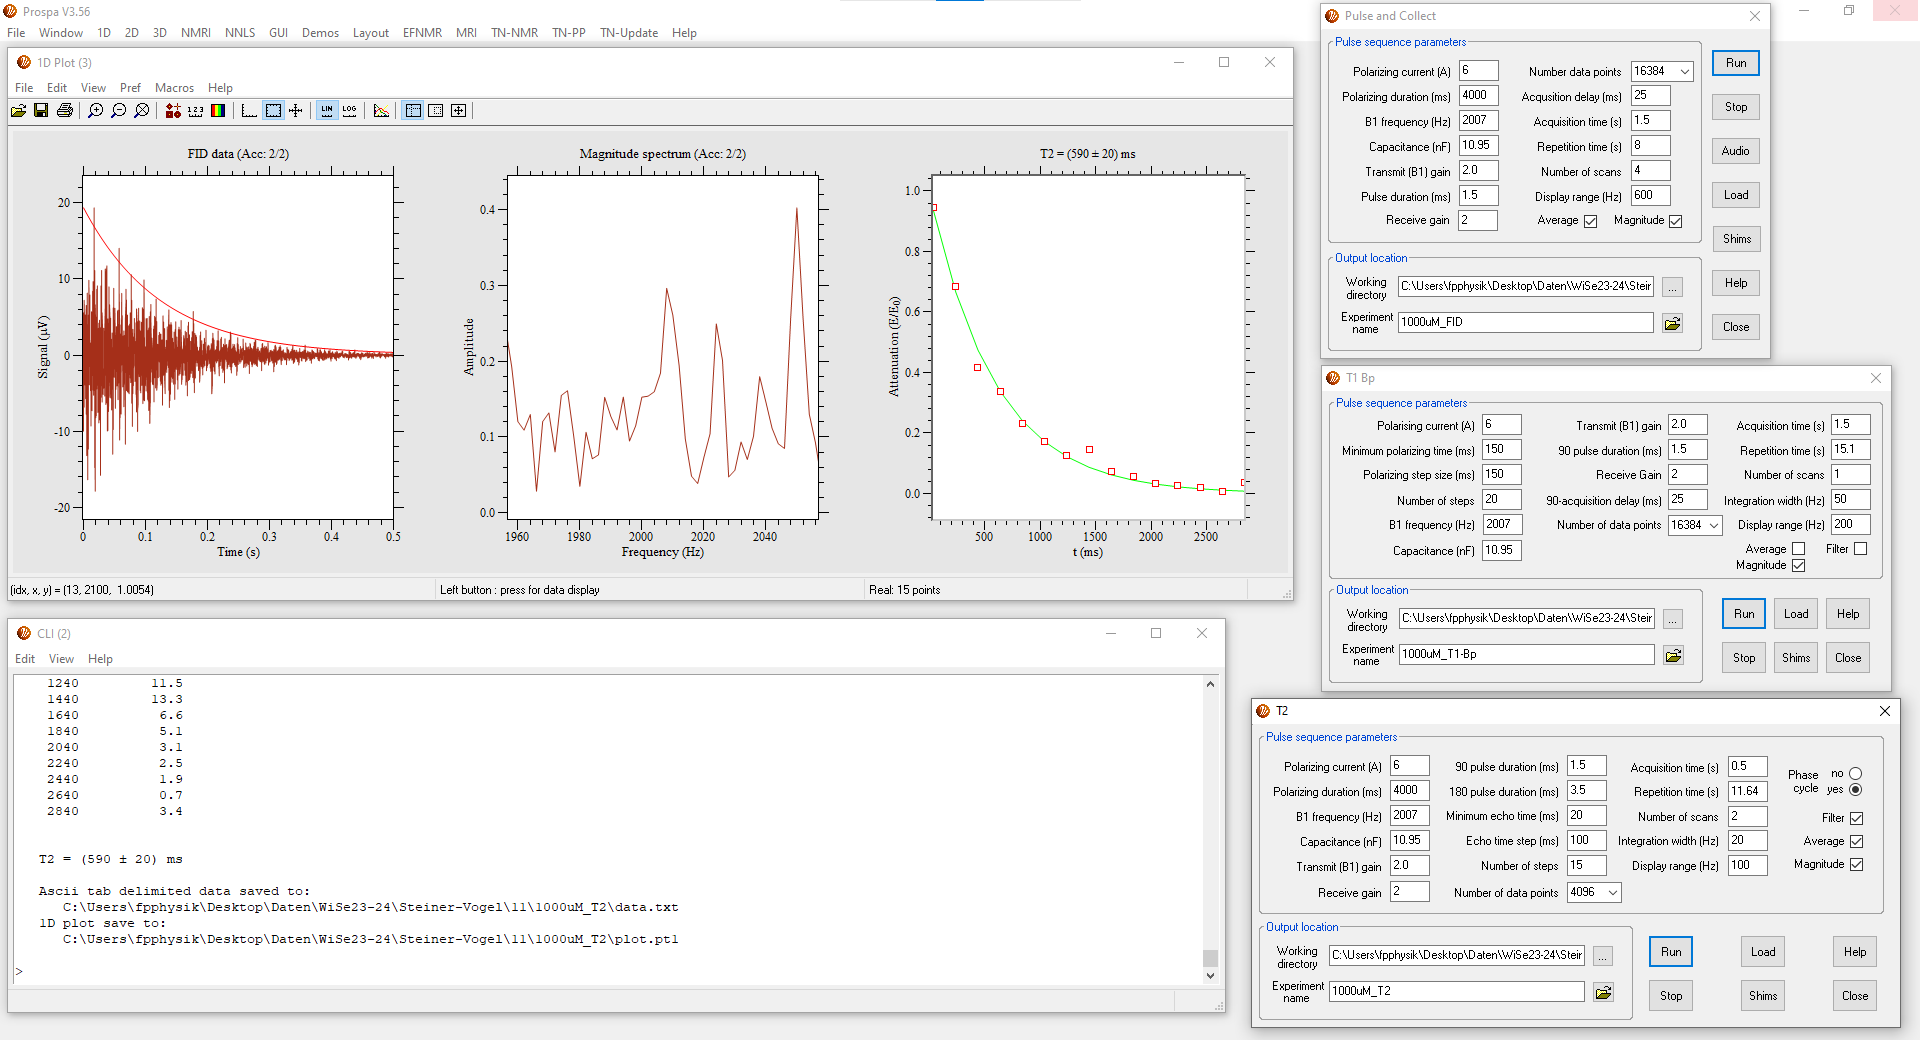 Prospa V3.56
File Window 1D 2D 3D NMRI NNLS GUI Demos Layout EFNMR MRI TN-NMR TN-PP TN-Update Help
1D Plot (3)
File Edit View Pref Macros Help
1 2 3
LIN LOG
FID data (Acc: 2/2)
20
10
0
-10
-20
Signal (µV)
0 0.1 0.2 0.3 0.4 0.5
Time (s)
Magnitude spectrum (Acc: 2/2)
0.4
0.3
0.2
0.1
0.0
Amplitude
1960 1980 2000 2020 2040
Frequency (Hz)
T2 = (590 ± 20) ms
1.0
0.8
0.6
0.4
0.2
0.0
Attenuation (E/E0)
500 1000 1500 2000 2500
t (ms)
(idx, x, y) = (13, 2100, 1.0054)
Left button : press for data display
Real: 15 points
CLI (2)
Edit View Help
1240 11.5
1440 13.3
1640 6.6
1840 5.1
2040 3.1
2240 2.5
2440 1.9
2640 0.7
2840 3.4
T2 = (590 ± 20) ms
Ascii tab delimited data saved to:
C:\Users\fpphysik\Desktop\Daten\WiSe23-24\Steiner-Vogel\11\1000uM_T2\data.txt
1D plot save to:
C:\Users\fpphysik\Desktop\Daten\WiSe23-24\Steiner-Vogel\11\1000uM_T2\plot.pt1
>
Pulse and Collect
Pulse sequence parameters
Polarizing current (A) 6 Number data points 16384
Polarizing duration (ms) 4000 Acqusition delay (ms) 25
B1 frequency (Hz) 2007 Acquisition time (s) 1.5
Capacitance (nF) 10.95 Repetition time (s) 8
Transmit (B1) gain 2.0 Number of scans 4
Pulse duration (ms) 1.5 Display range (Hz) 600
Receive gain 2 Average Magnitude
Run
Stop
Audio
Load
Shims
Help
Close
Output location
Working directory C:\Users\fpphysik\Desktop\Daten\WiSe23-24\Steir ...
Experiment name 1000uM_FID
T1 Bp
Pulse sequence parameters
Polarising current (A) 6 Transmit (B1) gain 2.0 Acquisition time (s) 1.5
Minimum polarizing time (ms) 150 90 pulse duration (ms) 1.5 Repetition time (s) 15.1
Polarizing step size (ms) 150 Receive Gain 2 Number of scans 1
Number of steps 20 90-acquisition delay (ms) 25 Integration width (Hz) 50
B1 frequency (Hz) 2007 Number of data points 16384 Display range (Hz) 200
Capacitance (nF) 10.95 Average Filter
Magnitude
Output location
Working directory C:\Users\fpphysik\Desktop\Daten\WiSe23-24\Steir ...
Experiment name 1000uM_T1-Bp
Run Load Help
Stop Shims Close
T2
Pulse sequence parameters
Polarizing current (A) 6 90 pulse duration (ms) 1.5 Acquisition time (s) 0.5
Polarizing duration (ms) 4000 180 pulse duration (ms) 3.5 Repetition time (s) 11.64
B1 frequency (Hz) 2007 Minimum echo time (ms) 20 Number of scans 2
Capacitance (nF) 10.95 Echo time step (ms) 100 Integration width (Hz) 20
Transmit (B1) gain 2.0 Number of steps 15 Display range (Hz) 100
Receive gain 2 Number of data points 4096
Phase cycle no yes
Filter
Average
Magnitude
Output location
Working directory C:\Users\fpphysik\Desktop\Daten\WiSe23-24\Steir ...
Experiment name 1000uM_T2
Run Load Help
Stop Shims Close